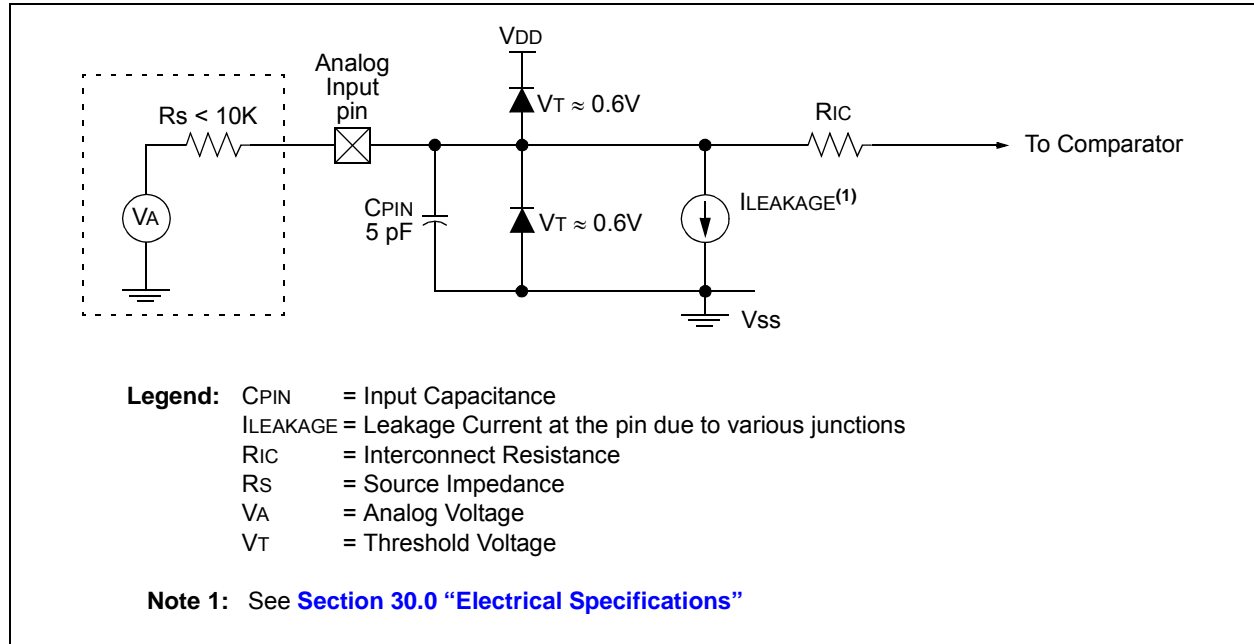 VDD
Analog
Input
pin
VT ≈ 0.6V
Rs < 10K
RIC
To Comparator
VA
CPIN
5 pF
VT ≈ 0.6V
ILEAKAGE(1)
Vss
Legend: CPIN = Input Capacitance
ILEAKAGE = Leakage Current at the pin due to various junctions
RIC = Interconnect Resistance
RS = Source Impedance
VA = Analog Voltage
VT = Threshold Voltage
Note 1: See Section 30.0 “Electrical Specifications”